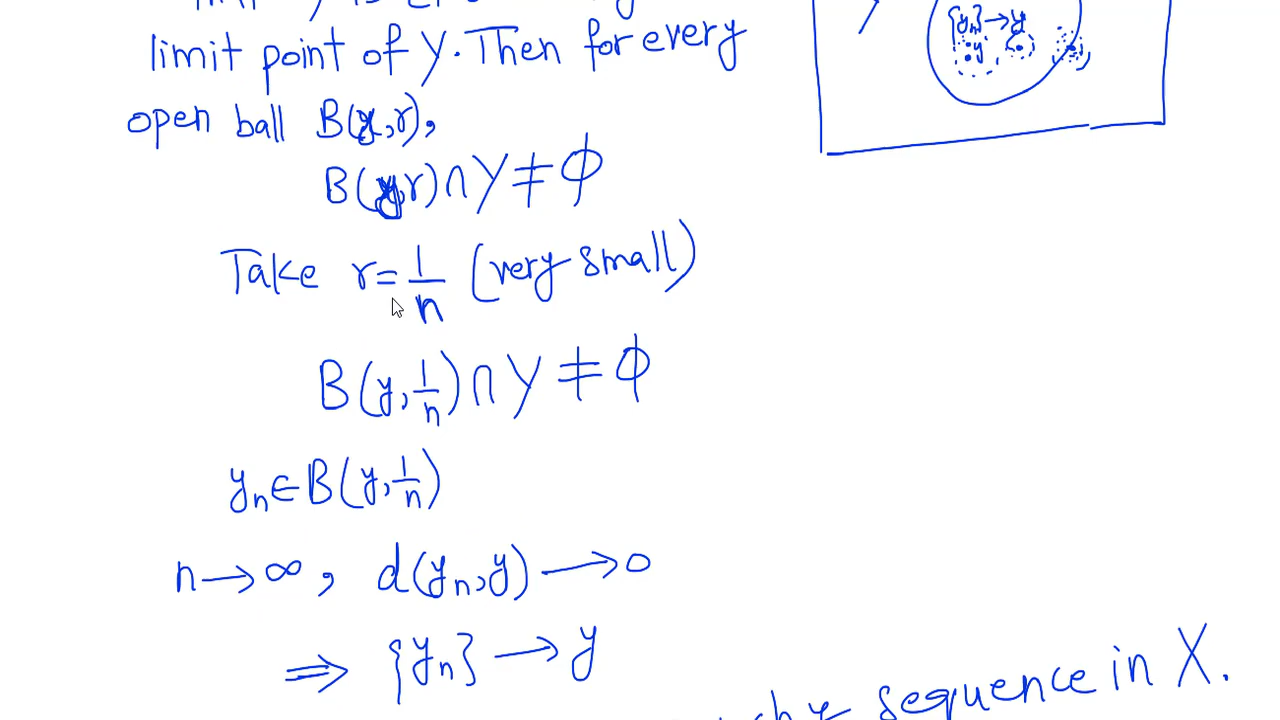 limit point of Y. Then for every
{yₙ}→y
y
open ball B(y,r),
B(y,r)∩Y≠ϕ
Take r=1/n (very small)
B(y,1/n)∩Y≠ϕ
yₙ∈B(y,1/n)
n→∞, d(yₙ,y)→0
⇒ {yₙ}→y
sequence in X.